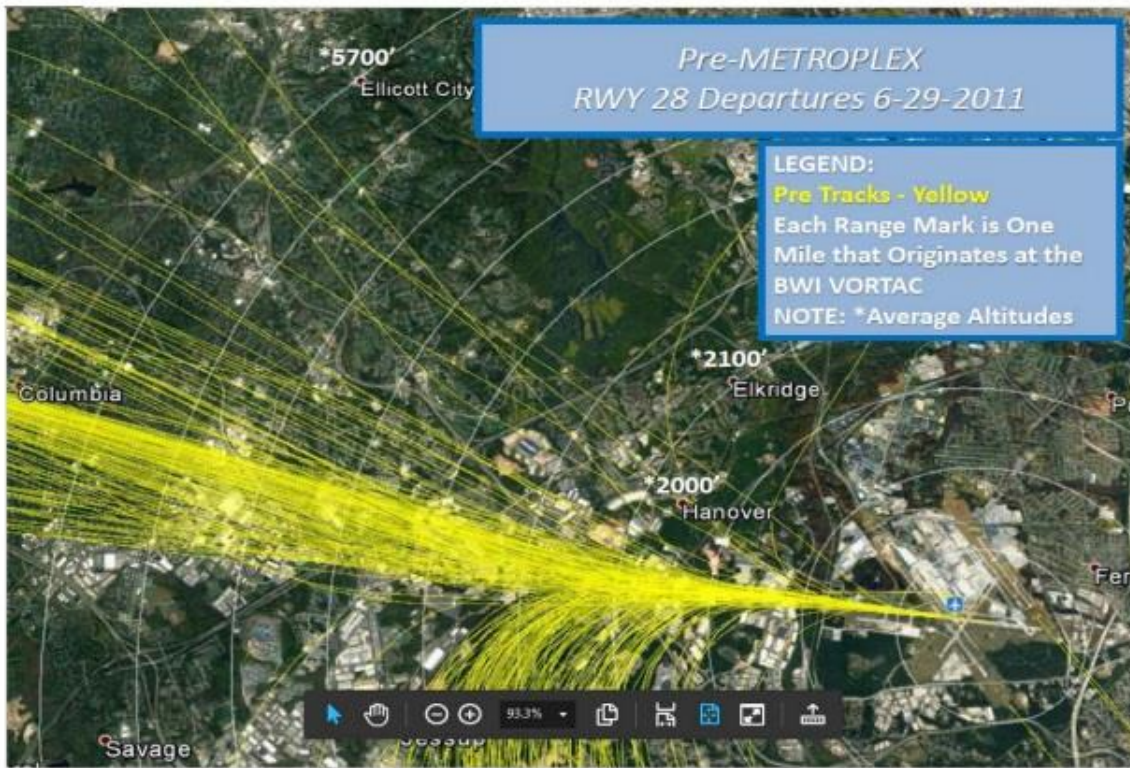 Pre-METROPLEX
RWY 28 Departures 6-29-2011
LEGEND:
Pre Tracks - Yellow
Each Range Mark is One
Mile that Originates at the
BWI VORTAC
NOTE: *Average Altitudes
*5700'
Ellicott City
*2100'
Elkridge
Columbia
*2000'
Hanover
Fer
93.3%
Savage
Jessup